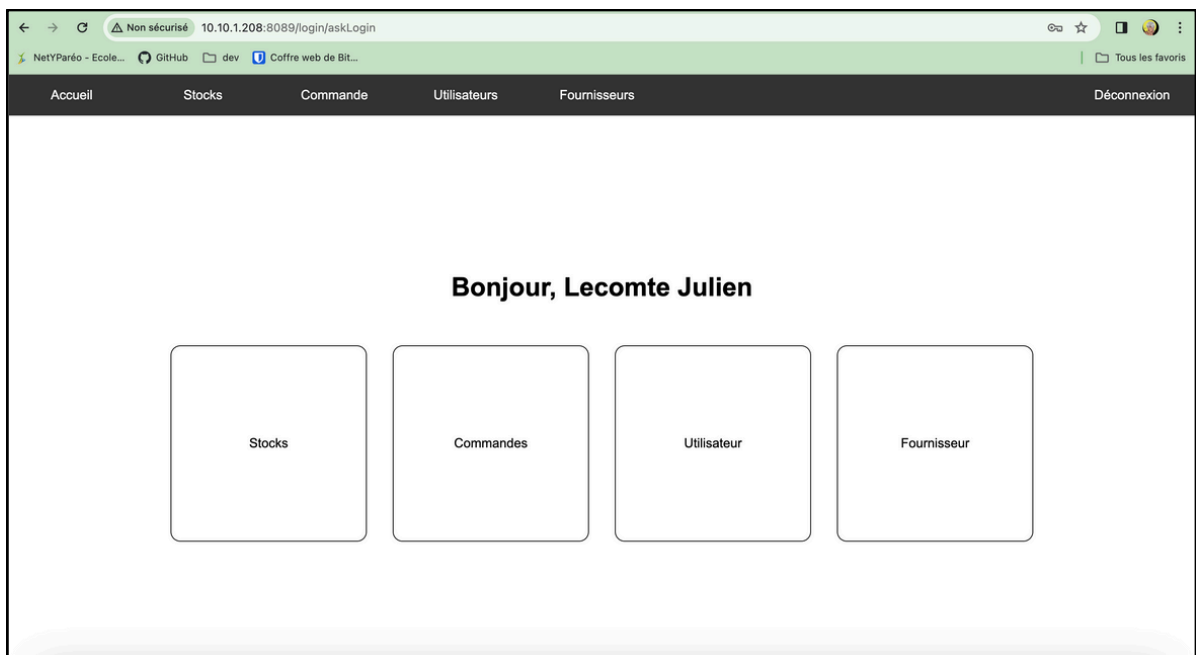 Non sécurisé 10.10.1.208:8089/login/askLogin
NetYParéo - Ecole... GitHub dev Coffre web de Bit... Tous les favoris
Accueil Stocks Commande Utilisateurs Fournisseurs Déconnexion
Bonjour, Lecomte Julien
Stocks Commandes Utilisateur Fournisseur